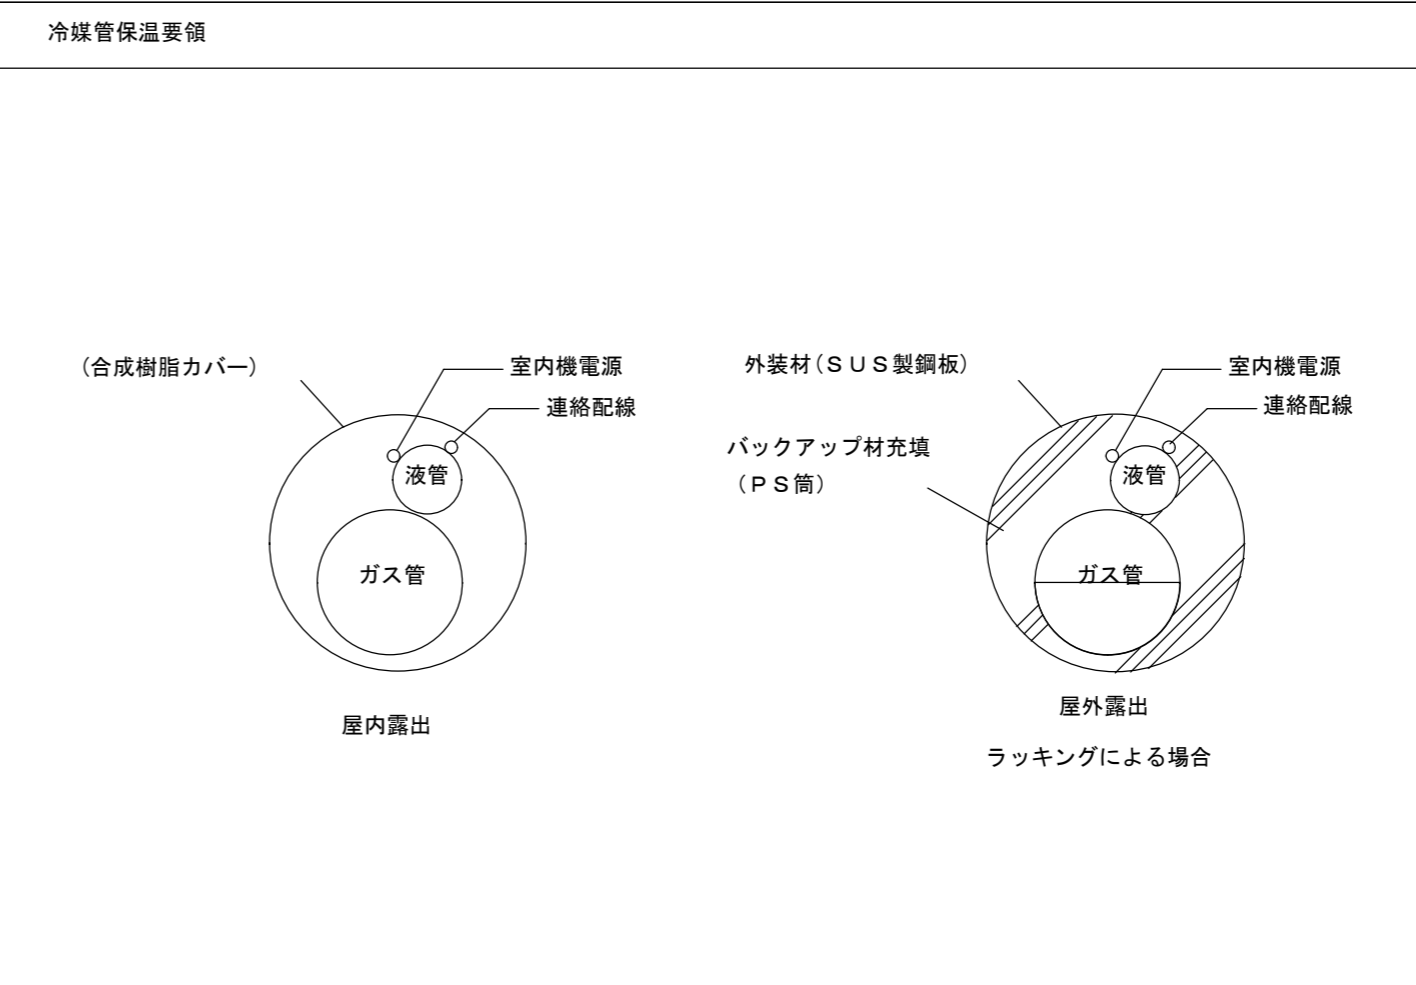 冷媒管保温要領
（合成樹脂カバー）
室内機電源
連絡配線
液管
ガス管
屋内露出
外装材（ＳＵＳ製鋼板）
バックアップ材充填
（ＰＳ筒）
室内機電源
連絡配線
液管
ガス管
屋外露出
ラッキングによる場合